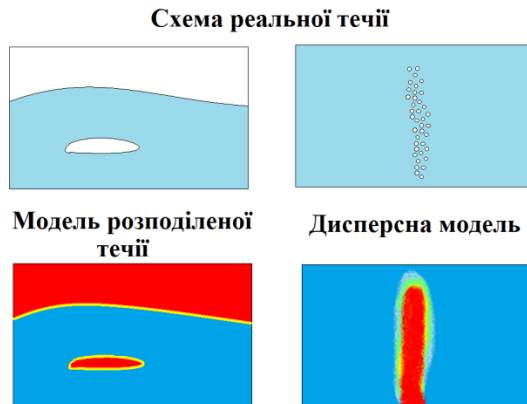 Схема реальної течії
Модель розподіленої
течії
Дисперсна модель